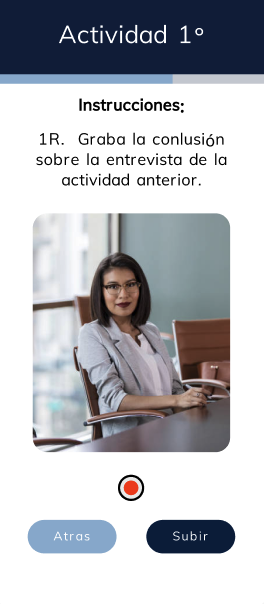 Actividad 1°
Instrucciones:
1R. Graba la conlusión
sobre la entrevista de la
actividad anterior.
Atras
Subir